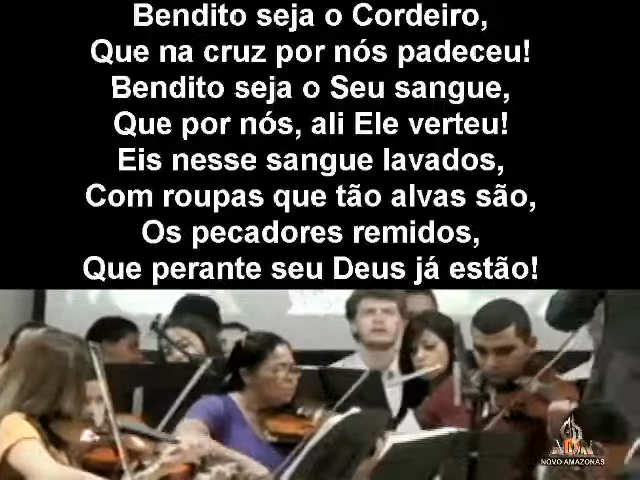 Bendito seja o Cordeiro,
Que na cruz por nós padeceu!
Bendito seja o Seu sangue,
Que por nós, ali Ele verteu!
Eis nesse sangue lavados,
Com roupas que tão alvas são,
Os pecadores remidos,
Que perante seu Deus já estão!
NOVO AMAZONAS